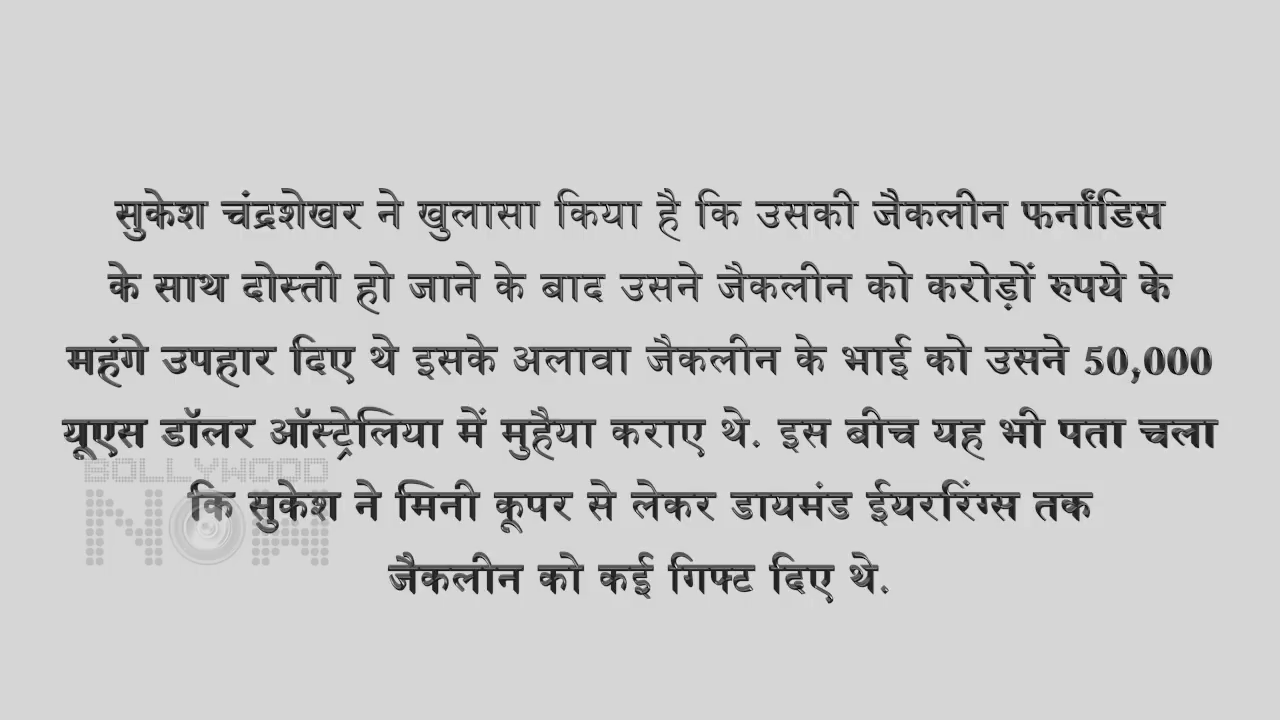 सुकेश चंद्रशेखर ने खुलासा किया है कि उसकी जैकलीन फर्नांडिस
के साथ दोस्ती हो जाने के बाद उसने जैकलीन को करोड़ों रुपये के
महंगे उपहार दिए थे इसके अलावा जैकलीन के भाई को उसने 50,000
यूएस डॉलर ऑस्ट्रेलिया में मुहैया कराए थे. इस बीच यह भी पता चला
कि सुकेश ने मिनी कूपर से लेकर डायमंड ईयररिंग्स तक
जैकलीन को कई गिफ्ट दिए थे.
BOLLYWOOD
NOW